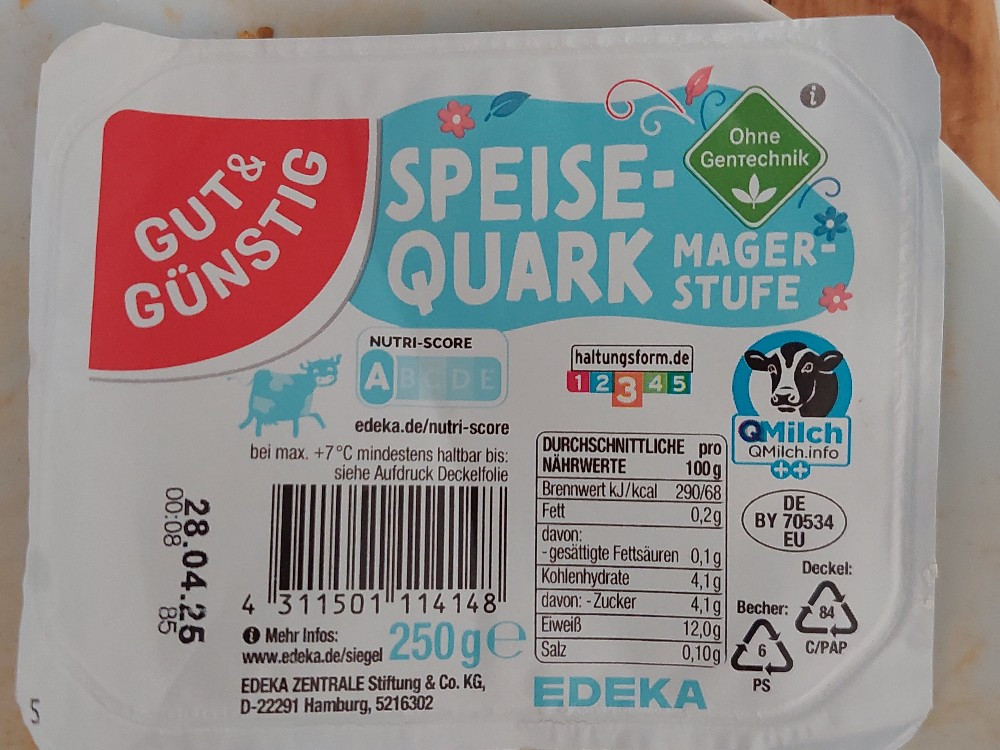 GUT&
GÜNSTIG
SPEISE-
QUARK
MAGER-
STUFE
Ohne
Gentechnik
i
NUTRI-SCORE
A B C D E
edeka.de/nutri-score
haltungsform.de
1 2 3 4 5
QMilch
QMilch.info
++
bei max. +7°C mindestens haltbar bis:
siehe Aufdruck Deckelfolie
28.04.25
00:08 85
4 311501 114148
i Mehr Infos:
www.edeka.de/siegel
250 g e
EDEKA ZENTRALE Stiftung & Co. KG,
D-22291 Hamburg, 5216302
DURCHSCHNITTLICHE pro
NÄHRWERTE 100 g
Brennwert kJ/kcal 290/68
Fett 0,2g
davon:
- gesättigte Fettsäuren 0,1g
Kohlenhydrate 4,1g
davon: - Zucker 4,1g
Eiweiß 12,0g
Salz 0,10g
EDEKA
DE
BY 70534
EU
Deckel:
84
C/PAP
Becher:
6
PS
5